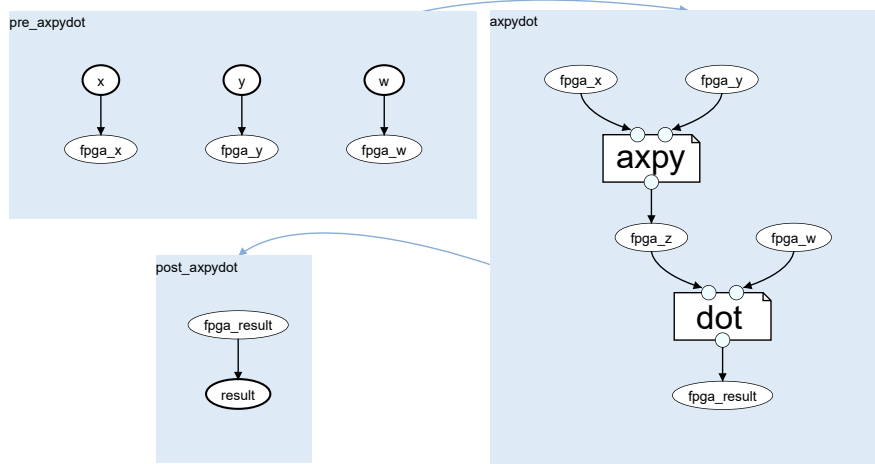 pre_axpydot
x
y
w
fpga_x
fpga_y
fpga_w
axpydot
fpga_x
fpga_y
axpy
fpga_z
fpga_w
dot
fpga_result
post_axpydot
fpga_result
result